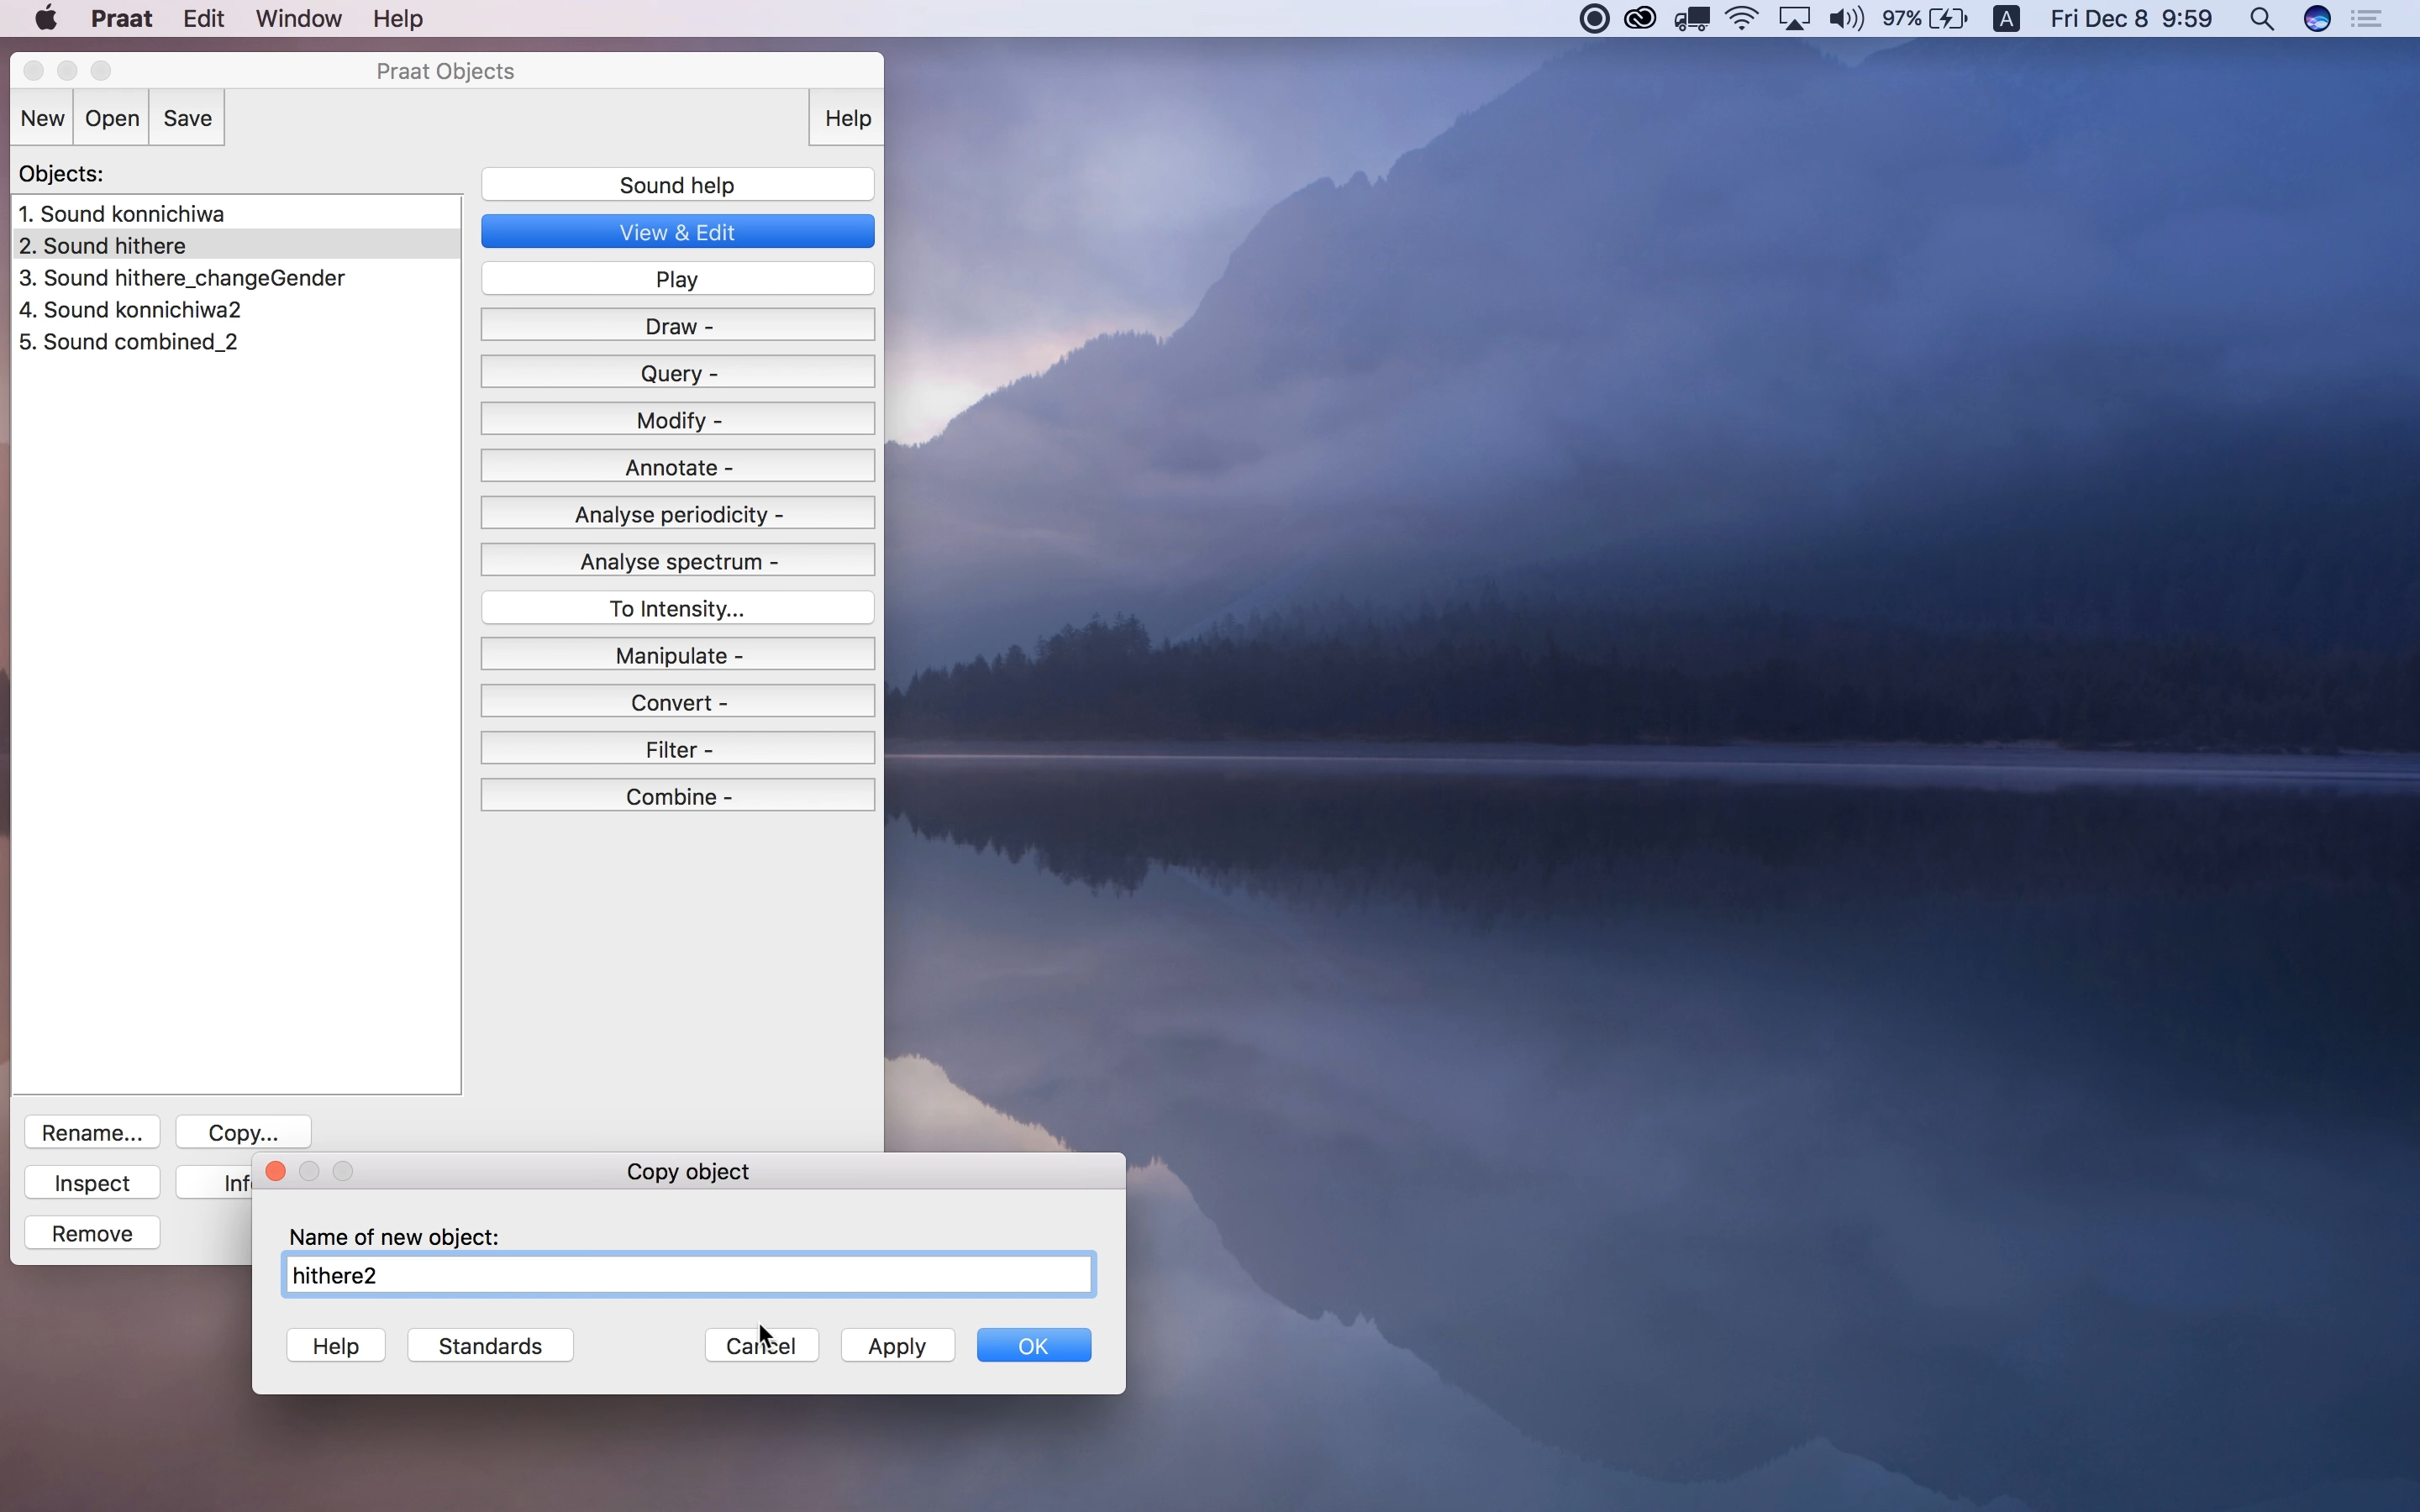 Praat Edit Window Help 97% A Fri Dec 8 9:59
Praat Objects
New Open Save Help
Objects:
1. Sound konnichiwa
2. Sound hithere
3. Sound hithere_changeGender
4. Sound konnichiwa2
5. Sound combined_2
Sound help
View & Edit
Play
Draw -
Query -
Modify -
Annotate -
Analyse periodicity -
Analyse spectrum -
To Intensity...
Manipulate -
Convert -
Filter -
Combine -
Rename... Copy...
Inspect Inf
Remove
Copy object
Name of new object:
hithere2
Help Standards Cancel Apply OK